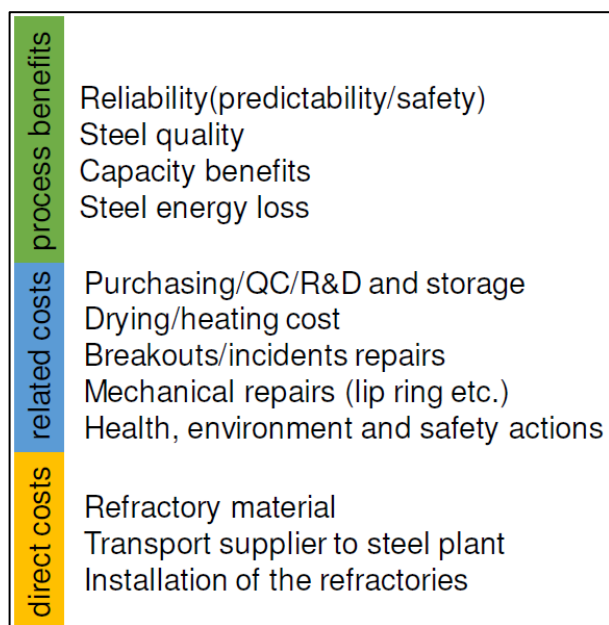 process benefits
Reliability(predictability/safety)
Steel quality
Capacity benefits
Steel energy loss
related costs
Purchasing/QC/R&D and storage
Drying/heating cost
Breakouts/incidents repairs
Mechanical repairs (lip ring etc.)
Health, environment and safety actions
direct costs
Refractory material
Transport supplier to steel plant
Installation of the refractories